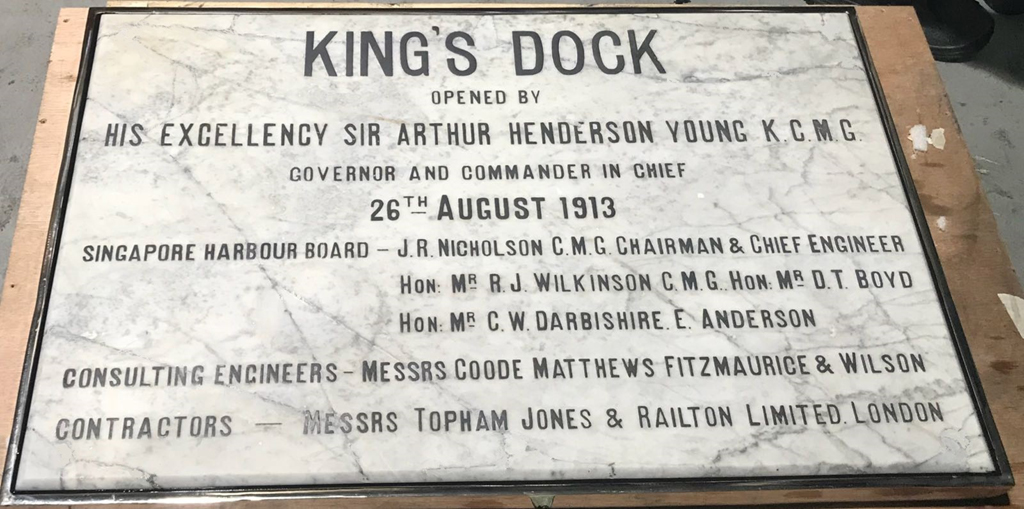 KING'S DOCK
OPENED BY
HIS EXCELLENCY SIR ARTHUR HENDERSON YOUNG K.C.M.G.
GOVERNOR AND COMMANDER IN CHIEF
26TH AUGUST 1913
SINGAPORE HARBOUR BOARD – J.R. NICHOLSON C.M.G. CHAIRMAN & CHIEF ENGINEER
HON: MR R.J. WILKINSON C.M.G. HON: MR D.T. BOYD
HON: MR C.W. DARBISHIRE. E. ANDERSON
CONSULTING ENGINEERS – MESSRS COODE MATTHEWS FITZMAURICE & WILSON
CONTRACTORS — MESSRS TOPHAM JONES & RAILTON LIMITED. LONDON